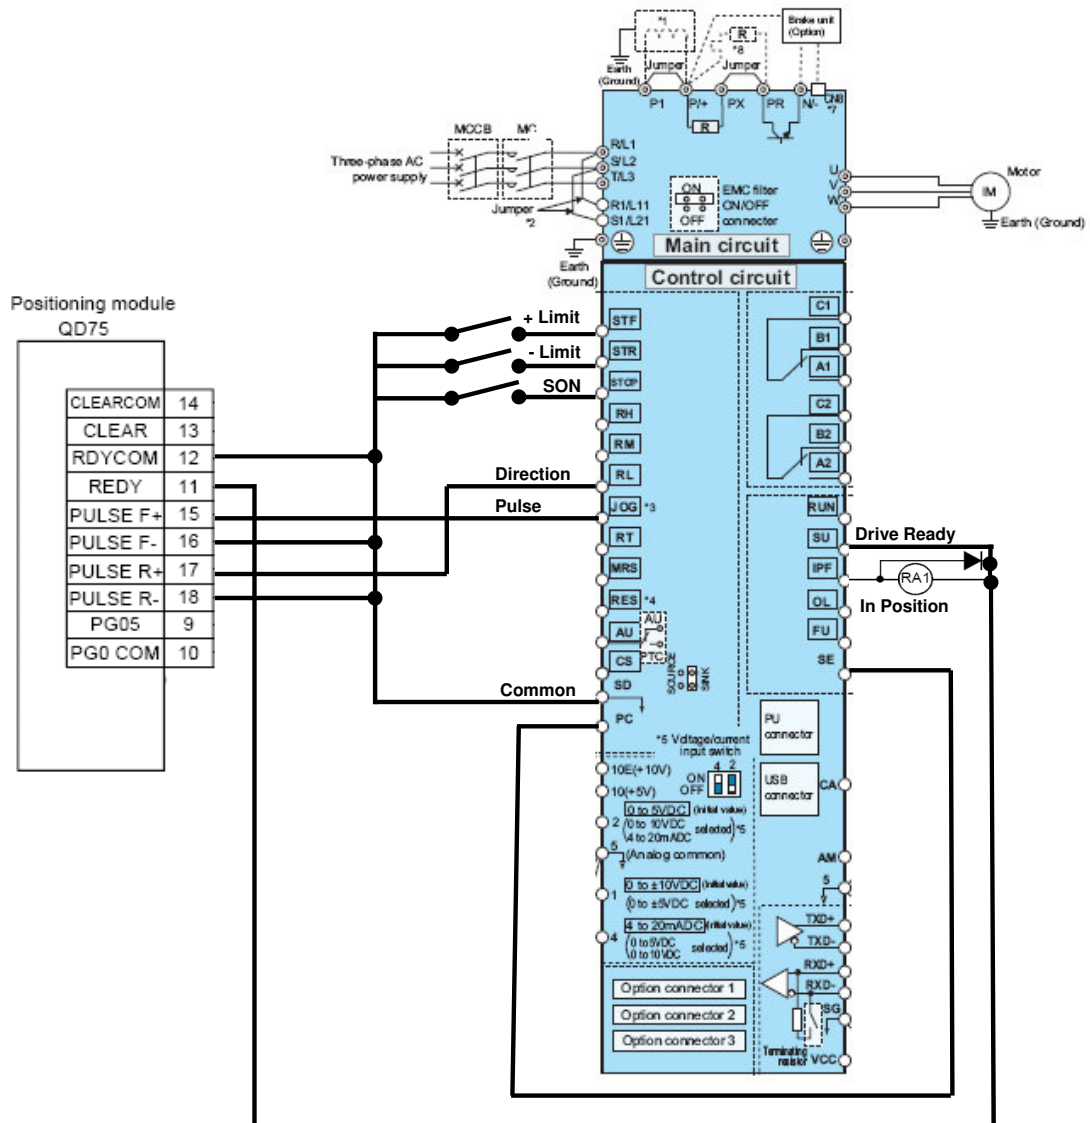 *1
R
*8
Brake unit
(Option)
Earth
(Ground)
Jumper
Jumper
P1
P/+
PX
PR
N/-
CN8
*7
R
MCCB
MC
Three-phase AC
power supply
R/L1
S/L2
T/L3
Jumper
*2
R1/L11
S1/L21
ON
OFF
EMC filter
ON/OFF
connecter
U
V
W
Motor
IM
Earth (Ground)
Earth
(Ground)
Main circuit
Control circuit
Positioning module
QD75
CLEARCOM 14
CLEAR 13
RDYCOM 12
REDY 11
PULSE F+ 15
PULSE F- 16
PULSE R+ 17
PULSE R- 18
PG05 9
PG0 COM 10
+ Limit
- Limit
SON
Direction
Pulse
Common
STF
STR
STOP
RH
RM
RL
JOG *3
RT
MRS
RES *4
AU
AU
PTC
CS
SD
SOURCE
SINK
PC
C1
B1
A1
C2
B2
A2
RUN
SU
IPF
OL
FU
SE
Drive Ready
RA1
In Position
*5 Voltage/current
input switch
4 2
ON
OFF
PU
connector
USB
connector
CA
10E(+10V)
10(+5V)
2
0 to 5VDC (Initial value)
(0 to 10VDC
4 to 20mADC selected) *5
5
(Analog common)
1
0 to ±10VDC (Initial value)
(0 to ±5VDC selected) *5
4
4 to 20mADC (Initial value)
(0 to 5VDC
0 to 10VDC selected) *5
AM
5
TXD+
TXD-
RXD+
RXD-
SG
Terminating
resistor
VCC
Option connector 1
Option connector 2
Option connector 3